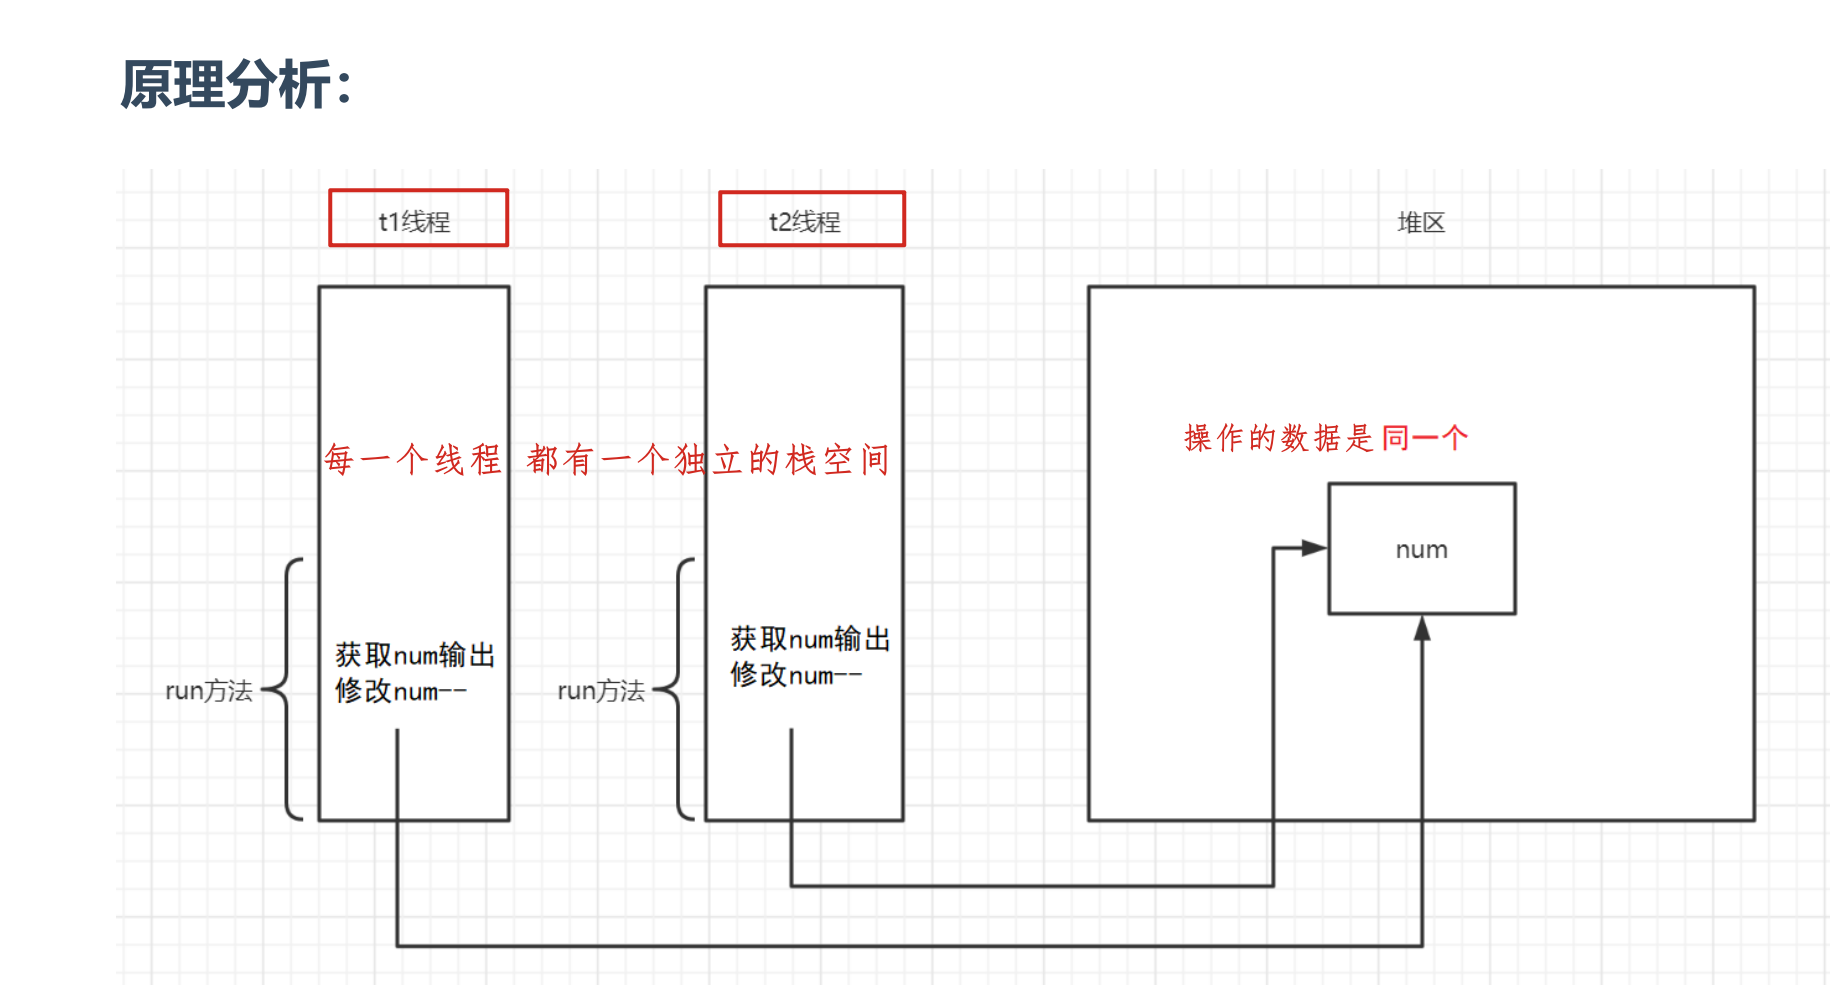 原理分析：
t1线程
t2线程
堆区
每一个线程 都有一个独立的栈空间
操作的数据是 同一个
num
获取num输出
修改num--
run方法
获取num输出
修改num--
run方法